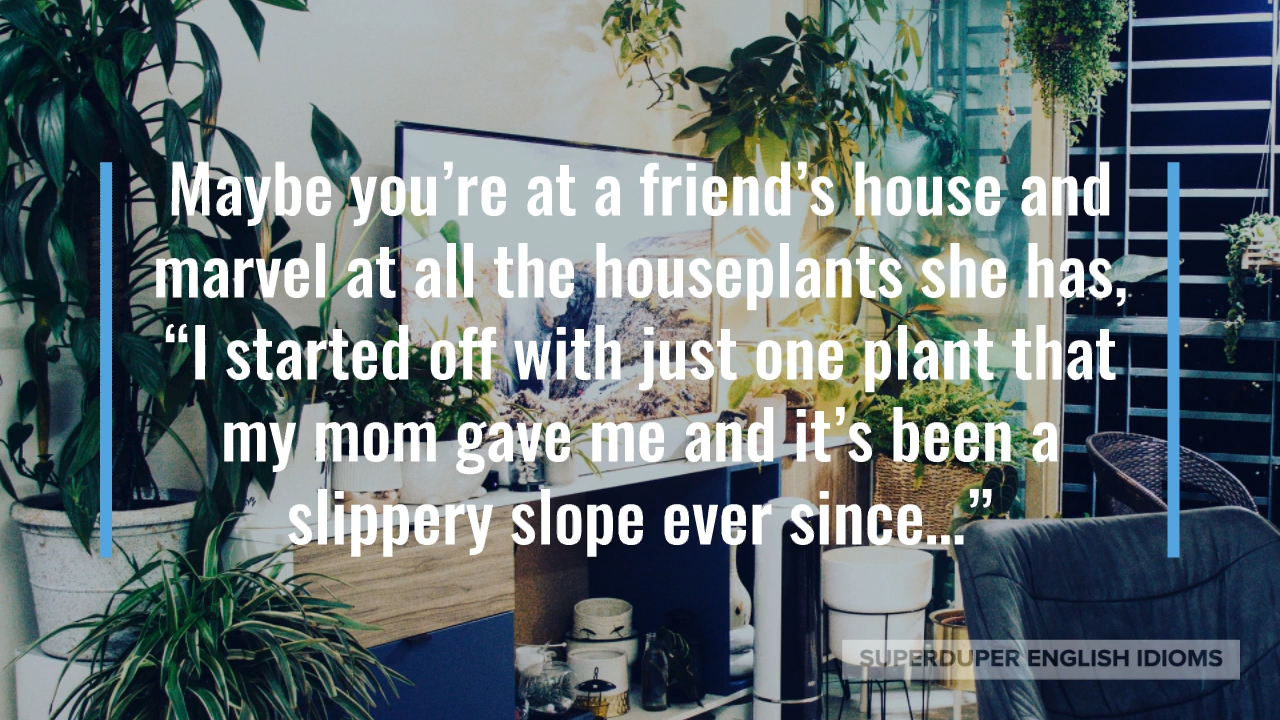 Maybe you’re at a friend’s house and
marvel at all the houseplants she has,
“I started off with just one plant that
my mom gave me and it’s been a
slippery slope ever since...”
SUPERDUPER ENGLISH IDIOMS